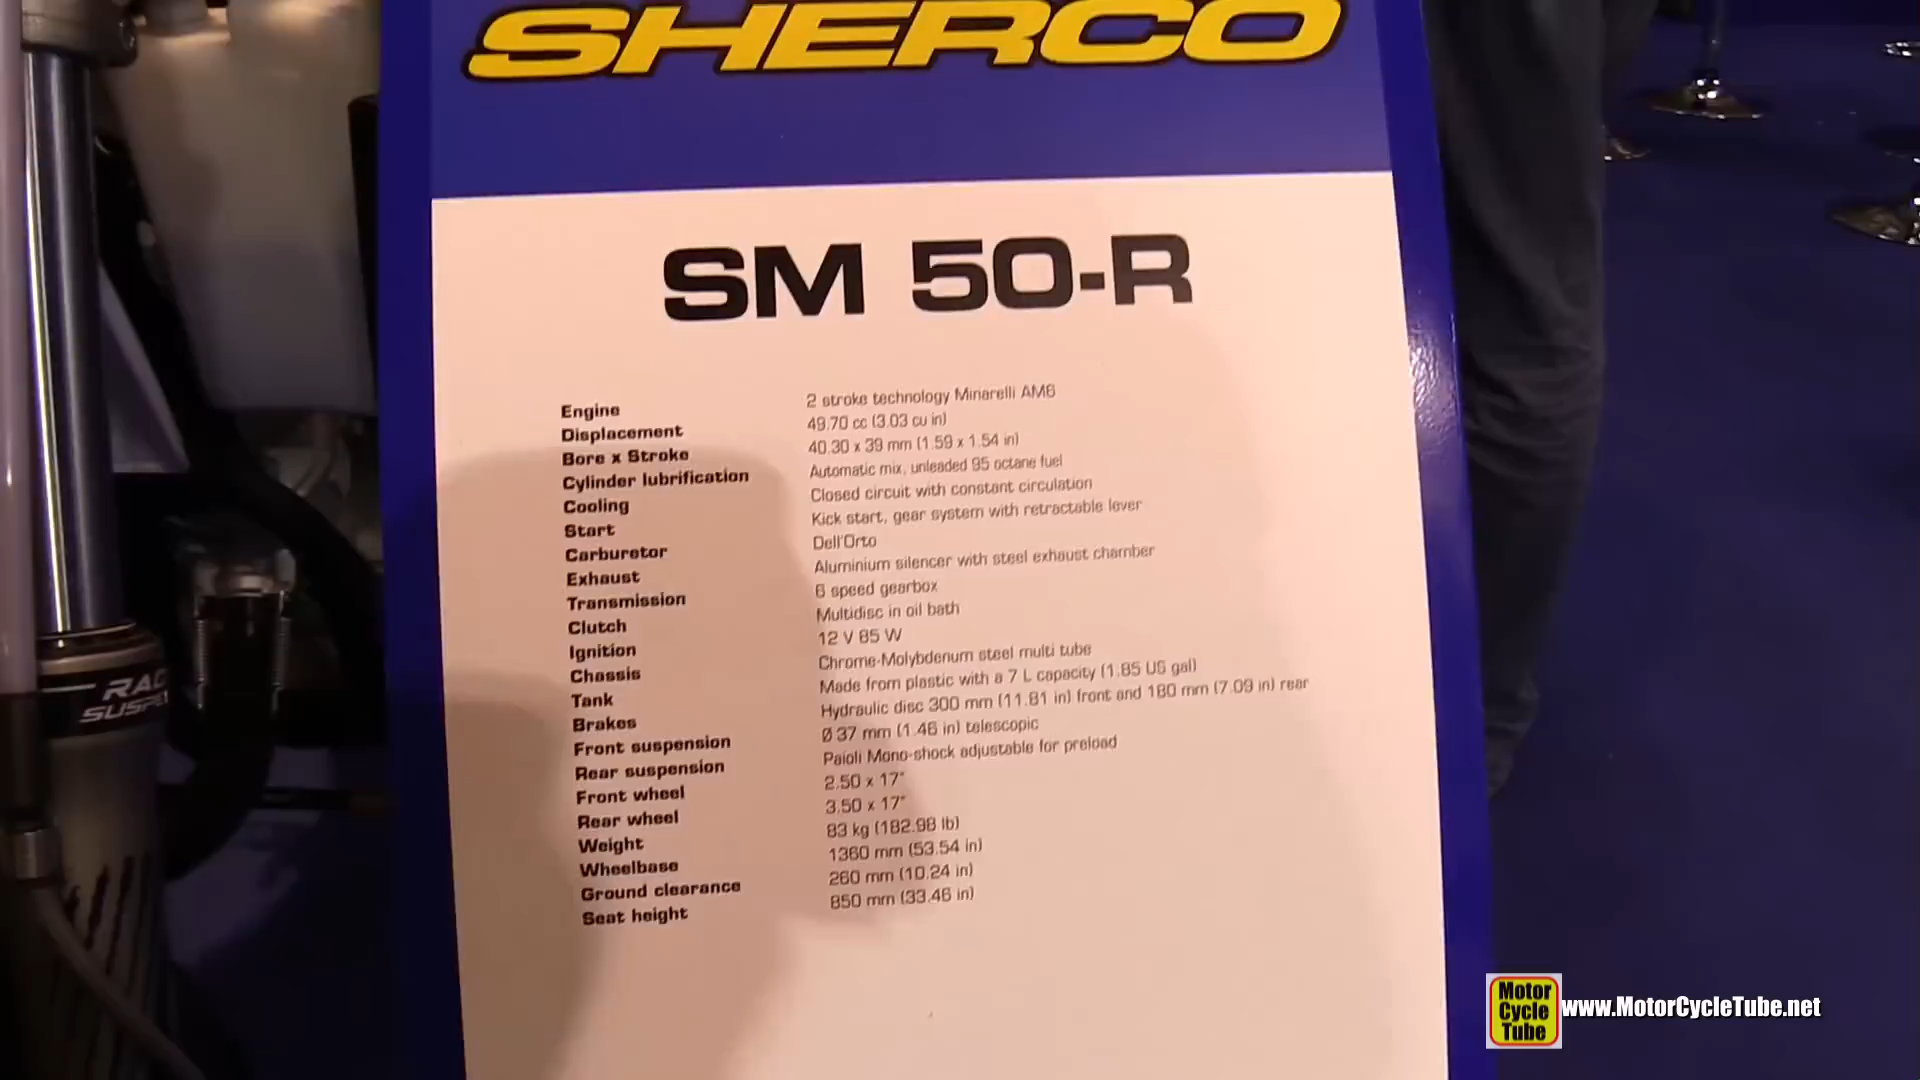 SHERCO
SM 50-R
Engine 2 stroke technology Minarelli AM6
Displacement 49.70 cc (3.03 cu in)
Bore x Stroke 40.30 x 39 mm (1.59 x 1.54 in)
Cylinder lubrification Automatic mix, unleaded 95 octane fuel
Cooling Closed circuit with constant circulation
Start Kick start, gear system with retractable lever
Carburetor Dell'Orto
Exhaust Aluminium silencer with steel exhaust chamber
Transmission 6 speed gearbox
Clutch Multidisc in oil bath
Ignition 12 V 85 W
Chassis Chrome-Molybdenum steel multi tube
Tank Made from plastic with a 7 L capacity (1.85 US gal)
Brakes Hydraulic disc 300 mm (11.81 in) front and 180 mm (7.09 in) rear
Front suspension Ø 37 mm (1.46 in) telescopic
Rear suspension Paioli Mono-shock adjustable for preload
Front wheel 2.50 x 17"
Rear wheel 3.50 x 17"
Weight 83 kg (182.98 lb)
Wheelbase 1360 mm (53.54 in)
Ground clearance 260 mm (10.24 in)
Seat height 850 mm (33.46 in)
Motor
Cycle
Tube
www.MotorCycleTube.net